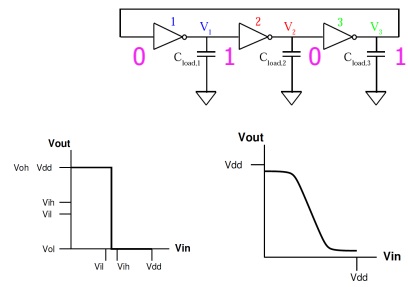 1 V1 2 V2 3 V3
0 Cload,1 1 Cload,2 0 Cload,3 1
Vout
Voh Vdd
Vih
Vil
Vol
Vin
Vil Vih Vdd
Vout
Vdd
Vin
Vdd